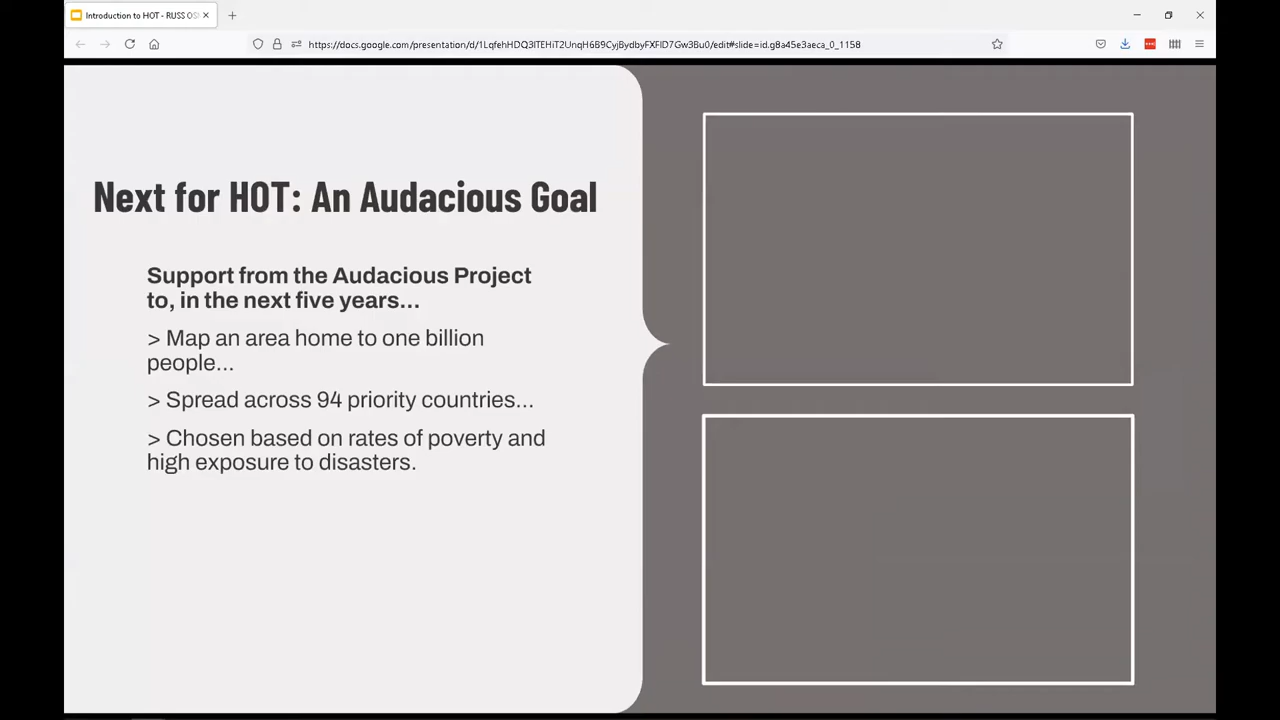 Introduction to HOT - RUSS OS
https://docs.google.com/presentation/d/1LqfehHDQ3lTEHiT2UnqH6B9CyjBydbyFXFlD7Gw3Bu0/edit#slide=id.g8a45e3aeca_0_1158
Next for HOT: An Audacious Goal
Support from the Audacious Project
to, in the next five years...
> Map an area home to one billion
people...
> Spread across 94 priority countries...
> Chosen based on rates of poverty and
high exposure to disasters.